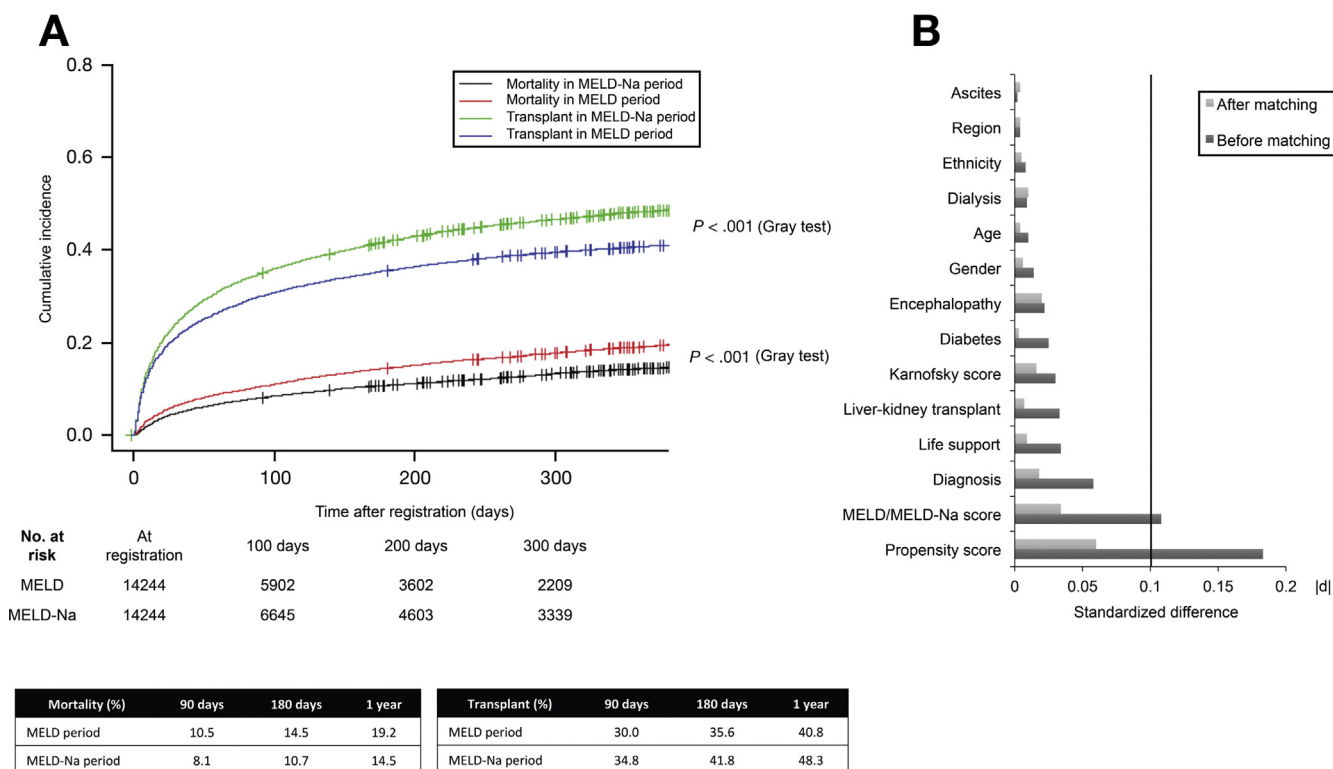 A
0.8
0.6
0.4
0.2
0.0
Cumulative incidence
Mortality in MELD-Na period
Mortality in MELD period
Transplant in MELD-Na period
Transplant in MELD period
P < .001 (Gray test)
P < .001 (Gray test)
0 100 200 300
Time after registration (days)
No. at risk At registration 100 days 200 days 300 days
MELD 14244 5902 3602 2209
MELD-Na 14244 6645 4603 3339
B
After matching
Before matching
Ascites
Region
Ethnicity
Dialysis
Age
Gender
Encephalopathy
Diabetes
Karnofsky score
Liver-kidney transplant
Life support
Diagnosis
MELD/MELD-Na score
Propensity score
0 0.05 0.1 0.15 0.2 |d|
Standardized difference
Mortality (%) 90 days 180 days 1 year
MELD period 10.5 14.5 19.2
MELD-Na period 8.1 10.7 14.5
Transplant (%) 90 days 180 days 1 year
MELD period 30.0 35.6 40.8
MELD-Na period 34.8 41.8 48.3